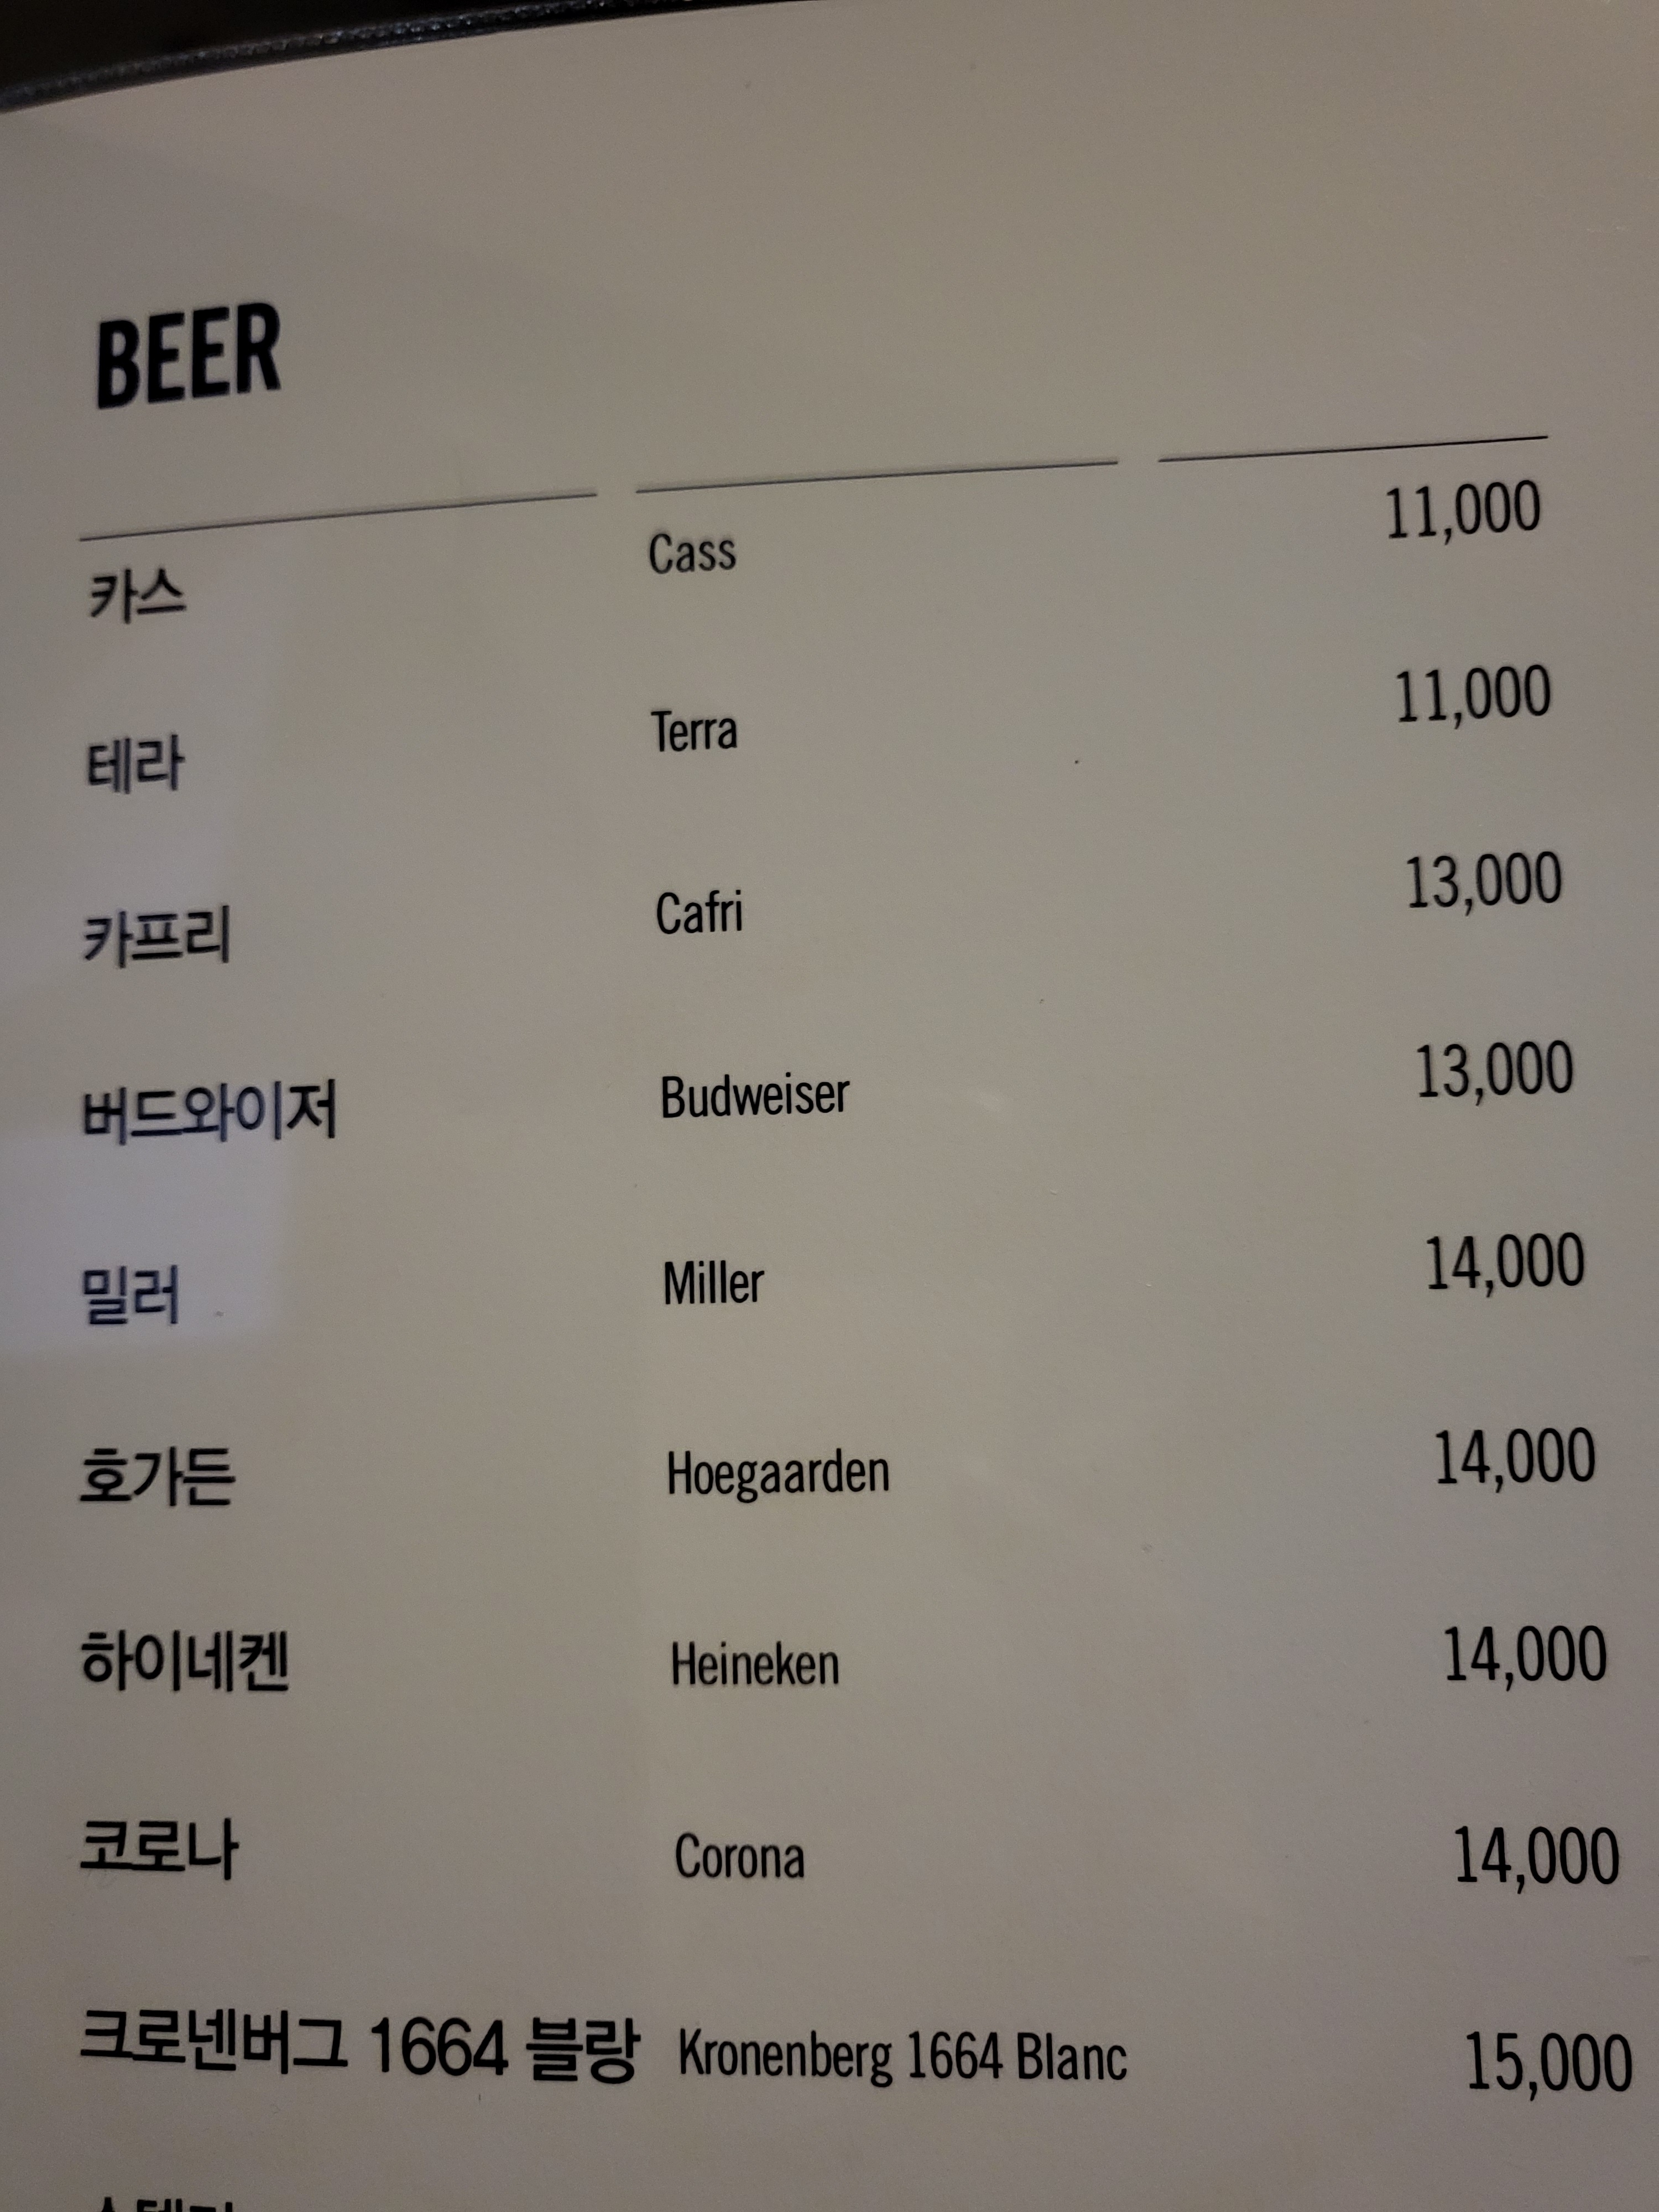 BEER
카스 Cass 11,000
테라 Terra 11,000
카프리 Cafri 13,000
버드와이저 Budweiser 13,000
밀러 Miller 14,000
호가든 Hoegaarden 14,000
하이네켄 Heineken 14,000
코로나 Corona 14,000
크로넨버그 1664 블랑 Kronenberg 1664 Blanc 15,000